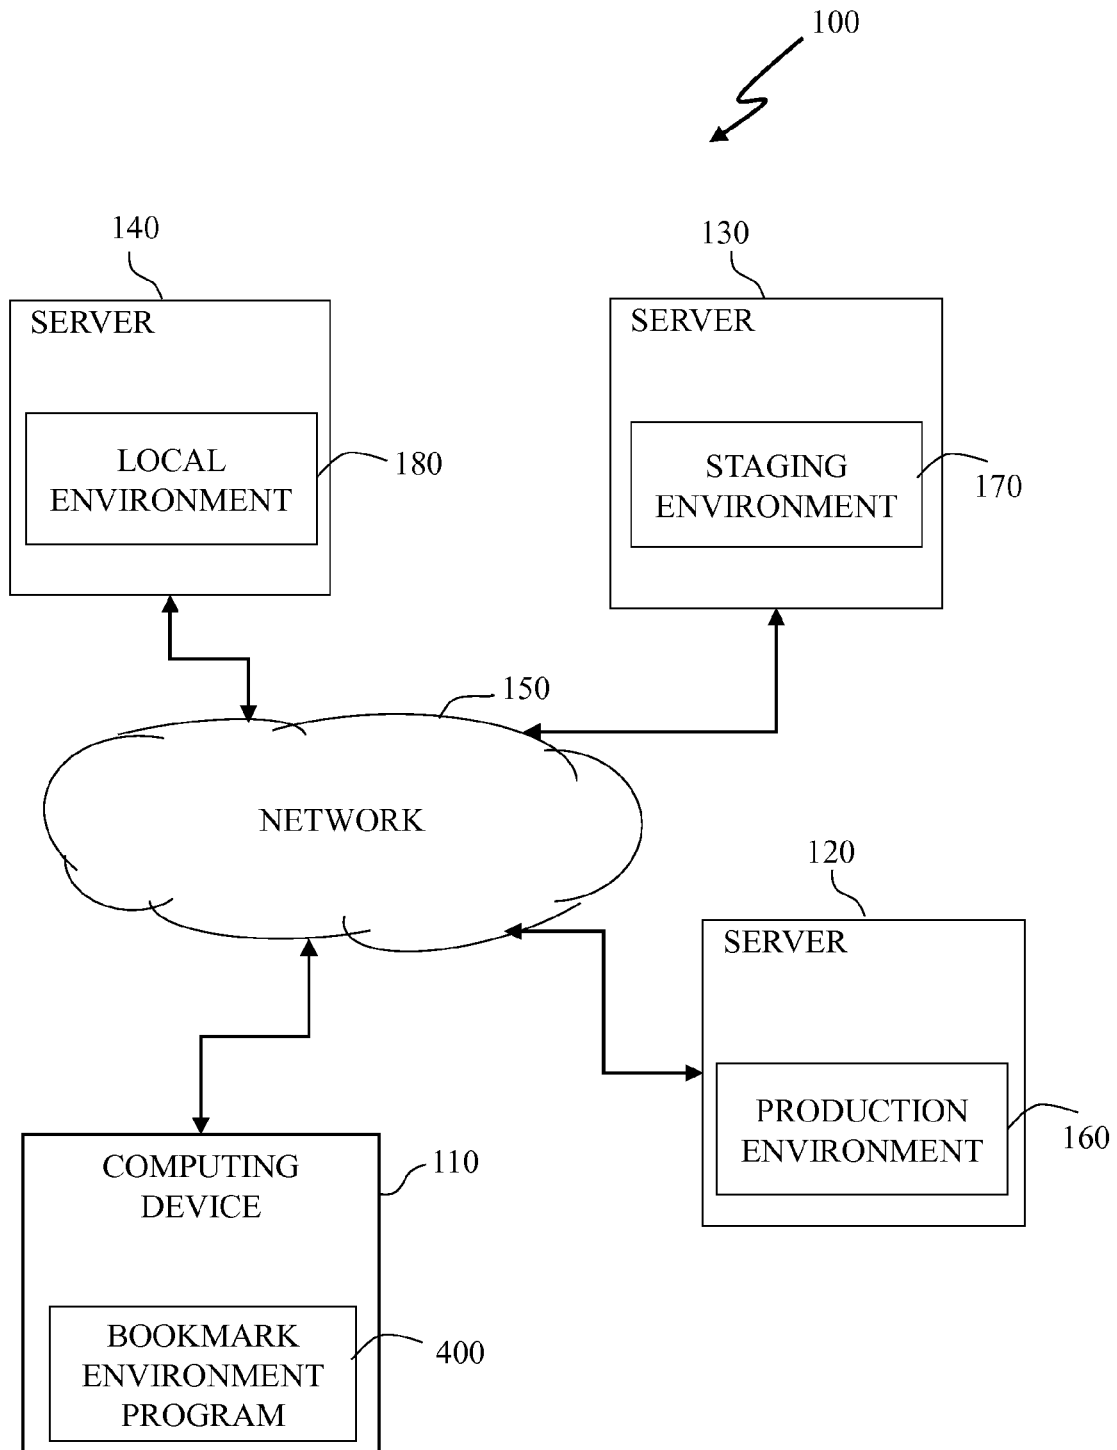 100
140
130
SERVER
SERVER
LOCAL
ENVIRONMENT
180
STAGING
ENVIRONMENT
170
150
NETWORK
120
SERVER
PRODUCTION
ENVIRONMENT
160
COMPUTING
DEVICE
110
BOOKMARK
ENVIRONMENT
PROGRAM
400